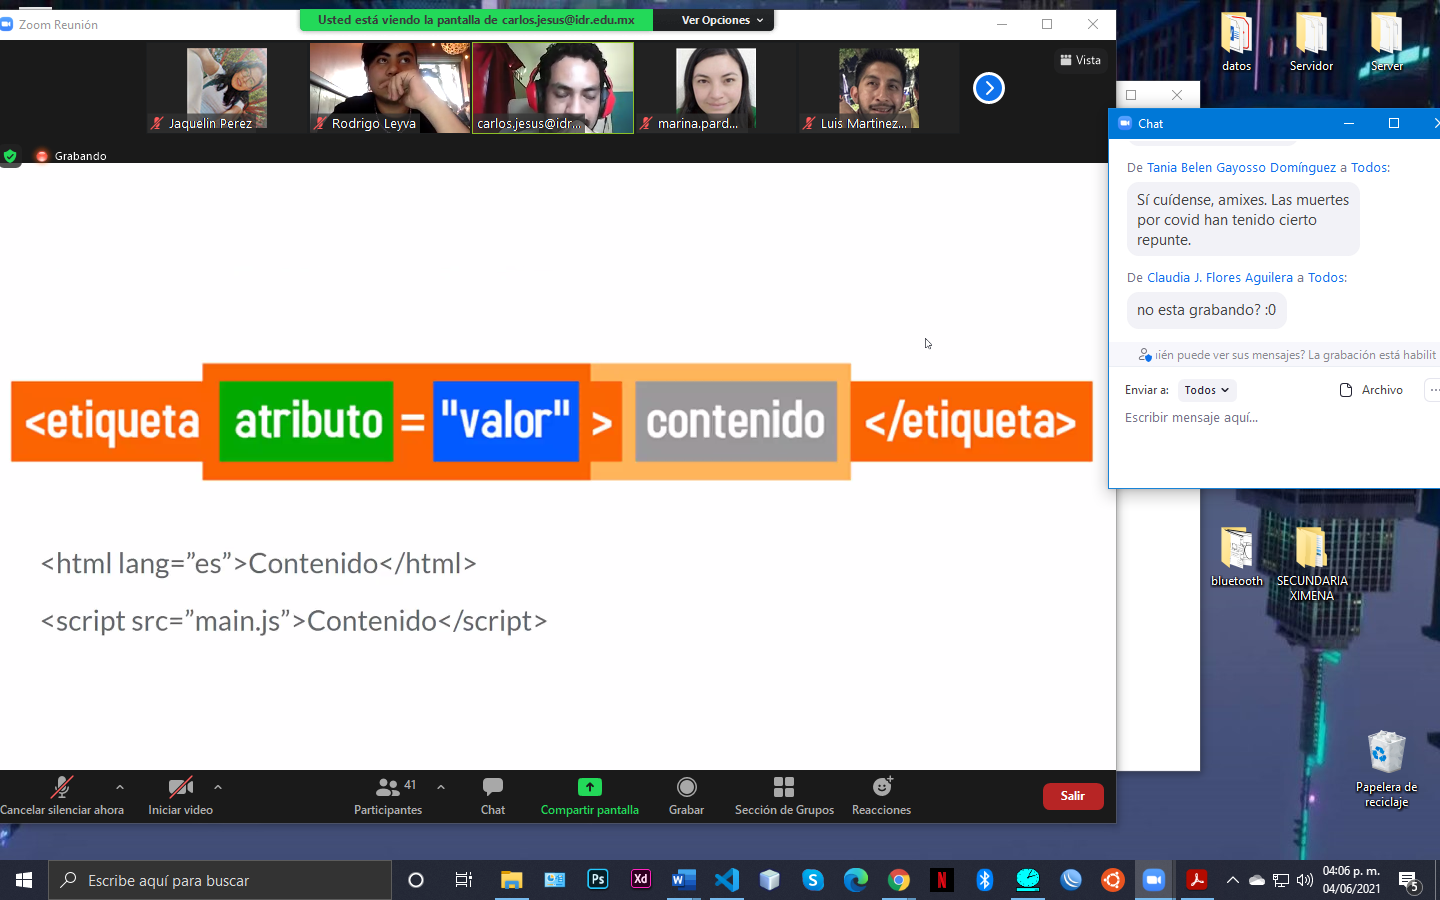 Zoom Reunión
Usted está viendo la pantalla de carlos.jesus@idr.edu.mx
Ver Opciones
Vista
Jaquelin Perez
Rodrigo Leyva
carlos.jesus@idr...
marina.pard...
Luis Martinez...
Grabando
<etiqueta atributo = "valor" > contenido </etiqueta>
<html lang=”es”>Contenido</html>
<script src=”main.js”>Contenido</script>
Cancelar silenciar ahora
Iniciar video
41
Participantes
Chat
Compartir pantalla
Grabar
Sección de Grupos
Reacciones
Salir
Chat
De Tania Belen Gayosso Domínguez a Todos:
Sí cuídense, amixes. Las muertes
por covid han tenido cierto
repunte.
De Claudia J. Flores Aguilera a Todos:
no esta grabando? :0
ién puede ver sus mensajes? La grabación está habilit
Enviar a: Todos
Archivo
Escribir mensaje aquí...
datos
Servidor
Server
bluetooth
SECUNDARIA
XIMENA
Papelera de
reciclaje
Escribe aquí para buscar
Ps
Xd
W
N
S
04:06 p. m.
04/06/2021
5